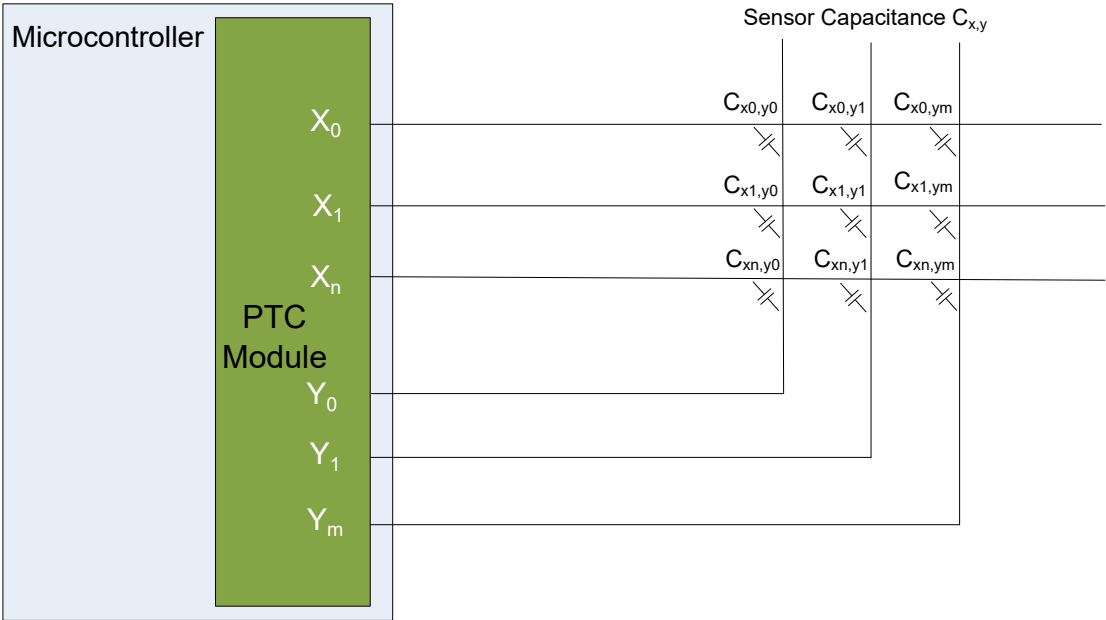 Sensor Capacitance Cx,y
Microcontroller
Cx0,y0 Cx0,y1 Cx0,ym
X0
Cx1,y0 Cx1,y1 Cx1,ym
X1
Cxn,y0 Cxn,y1 Cxn,ym
Xn
PTC
Module
Y0
Y1
Ym